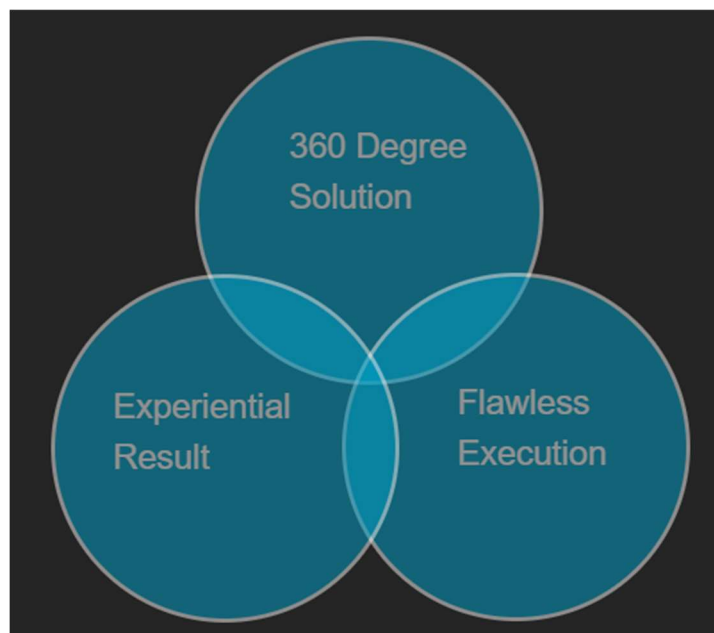 360 Degree
Solution
Experiential
Result
Flawless
Execution